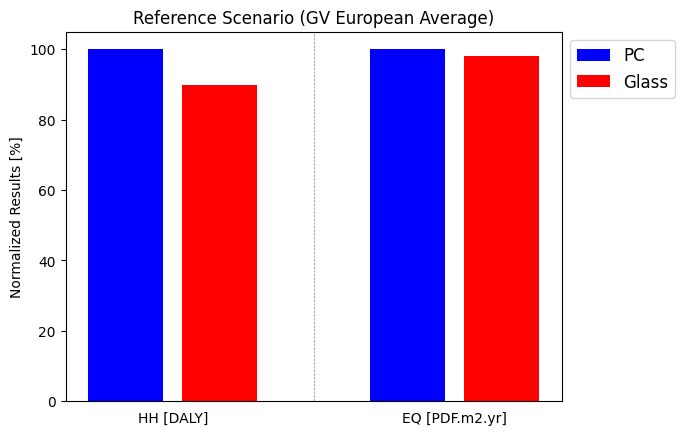 Reference Scenario (GV European Average)
PC
Glass
Normalized Results [%]
100
80
60
40
20
0
HH [DALY]
EQ [PDF.m2.yr]